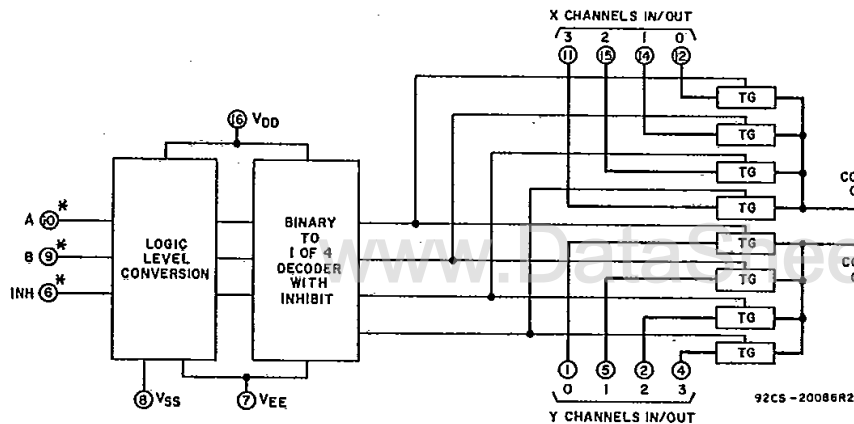 X CHANNELS IN/OUT
3 2 1 0
11 15 14 12
TG
TG
TG
TG
TG
TG
TG
TG
16 VDD
A 10 *
B 9 *
INH 6 *
LOGIC
LEVEL
CONVERSION
BINARY
TO
1 OF 4
DECODER
WITH
INHIBIT
8 VSS
7 VEE
CO
CO
www.DataShee
1 5 2 4
0 1 2 3
Y CHANNELS IN/OUT
92CS-20086R2